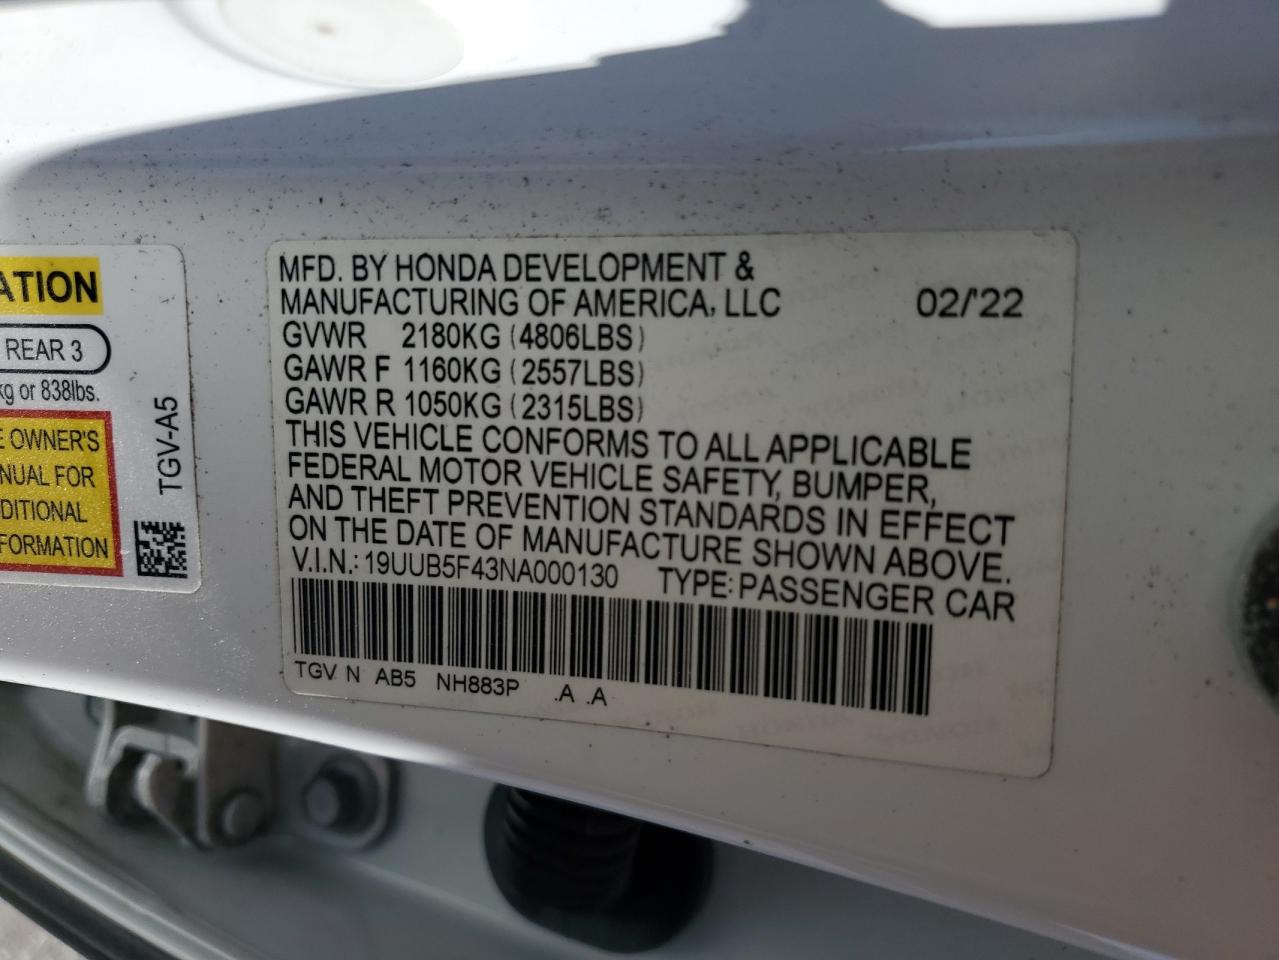 ATION
REAR 3
kg or 838lbs.
E OWNER'S
NUAL FOR
DITIONAL
FORMATION
TGV-A5
MFD. BY HONDA DEVELOPMENT &
MANUFACTURING OF AMERICA, LLC 02/'22
GVWR 2180KG (4806LBS)
GAWR F 1160KG (2557LBS)
GAWR R 1050KG (2315LBS)
THIS VEHICLE CONFORMS TO ALL APPLICABLE
FEDERAL MOTOR VEHICLE SAFETY, BUMPER,
AND THEFT PREVENTION STANDARDS IN EFFECT
ON THE DATE OF MANUFACTURE SHOWN ABOVE.
V.I.N.: 19UUB5F43NA000130 TYPE: PASSENGER CAR
TGV N AB5 NH883P .A .A